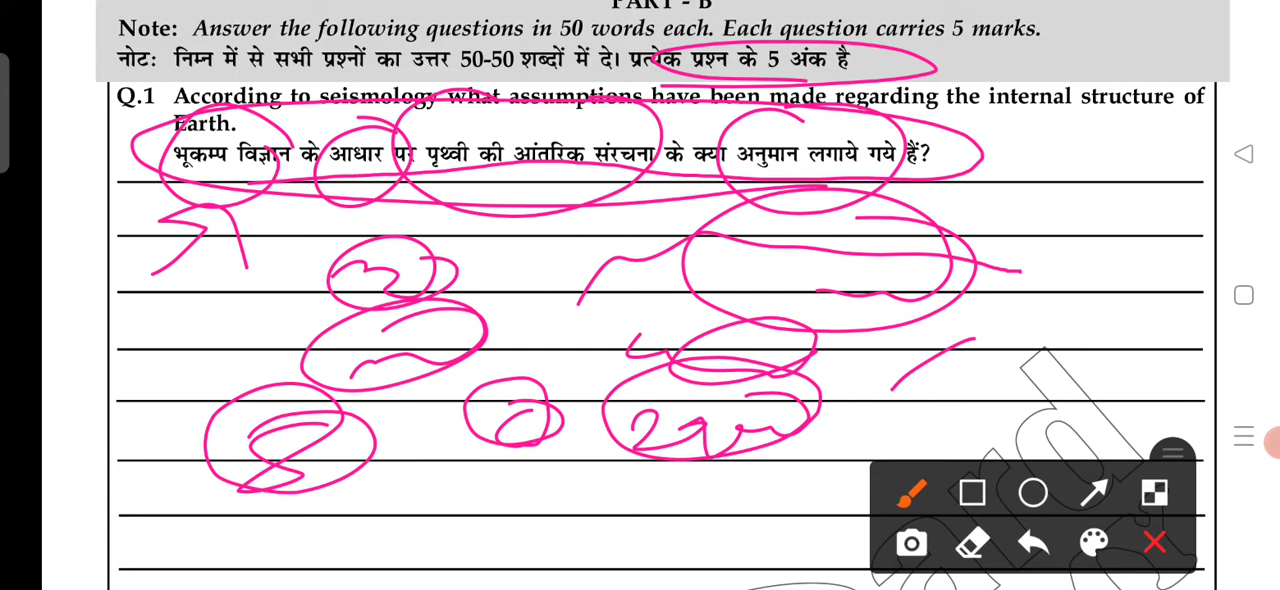 PART - B
Note: Answer the following questions in 50 words each. Each question carries 5 marks.
नोट: निम्न में से सभी प्रश्नों का उत्तर 50-50 शब्दों में दे। प्रत्येक प्रश्न के 5 अंक है
Q.1 According to seismology what assumptions have been made regarding the internal structure of
Earth.
भूकम्प विज्ञान के आधार पर पृथ्वी की आंतरिक संरचना के क्या अनुमान लगाये गये हैं?